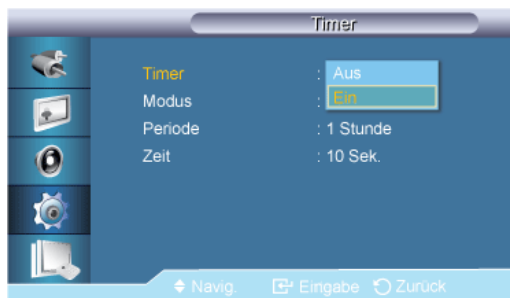 Timer
Timer : Aus
Modus : Ein
Periode : 1 Stunde
Zeit : 10 Sek.
Navig. Eingabe Zurück